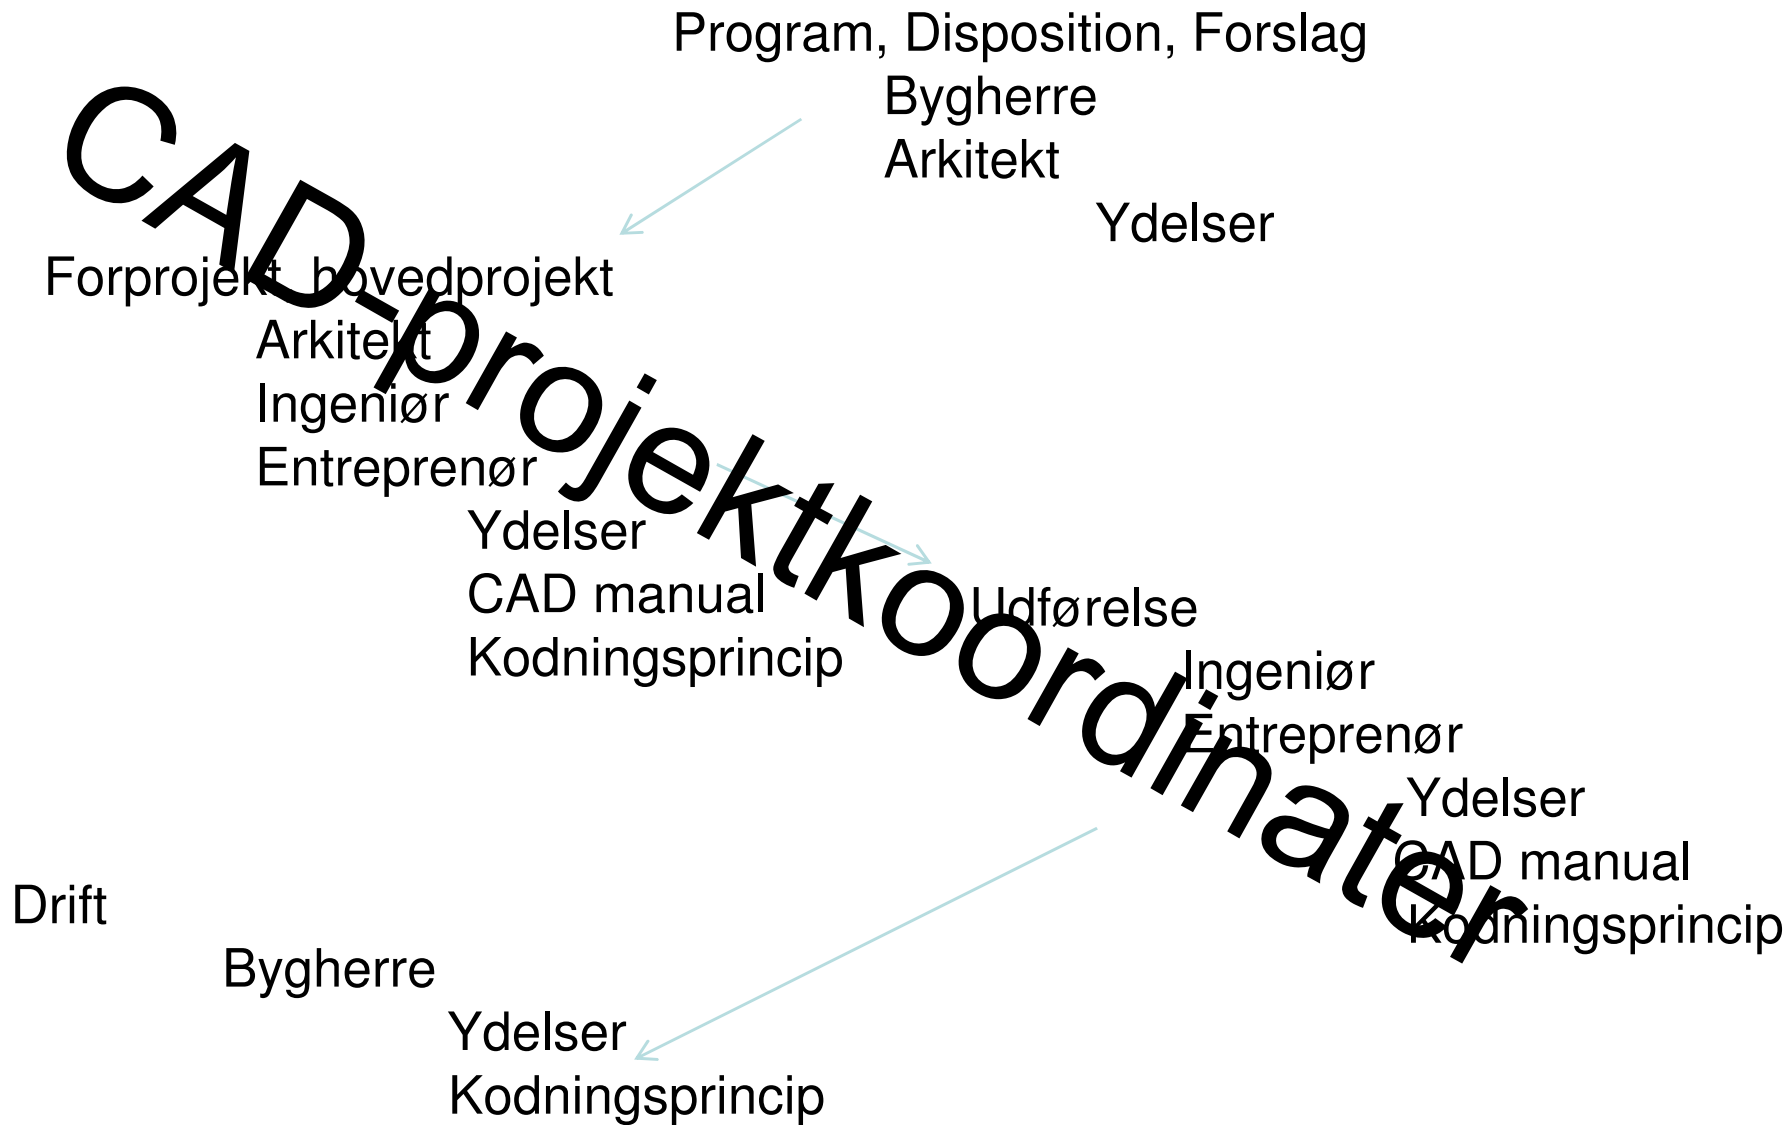 Program, Disposition, Forslag
Bygherre
Arkitekt
Ydelser
CAD-projektkoordinater
Forprojekt, hovedprojekt
Arkitekt
Ingeniør
Entreprenør
Ydelser
CAD manual
Kodningsprincip
Udførelse
Ingeniør
Entreprenør
Ydelser
CAD manual
Kodningsprincip
Drift
Bygherre
Ydelser
Kodningsprincip